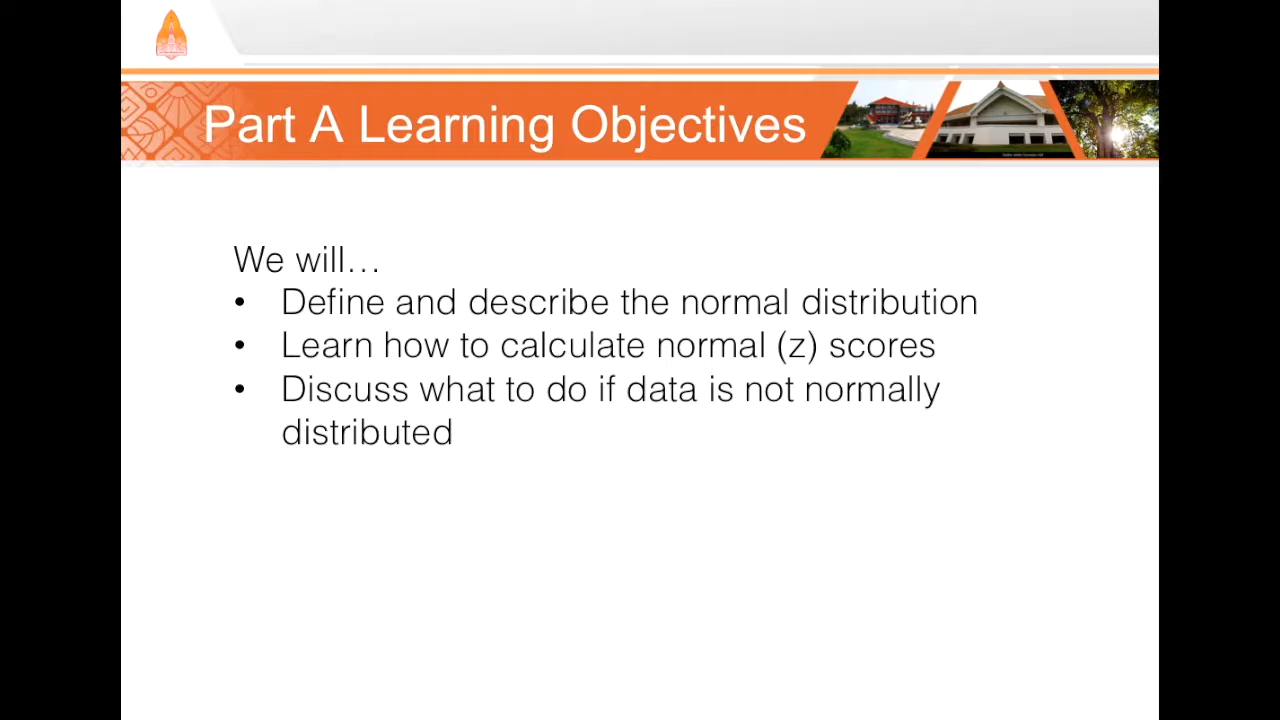 Part A Learning Objectives
We will…
• Define and describe the normal distribution
• Learn how to calculate normal (z) scores
• Discuss what to do if data is not normally
distributed